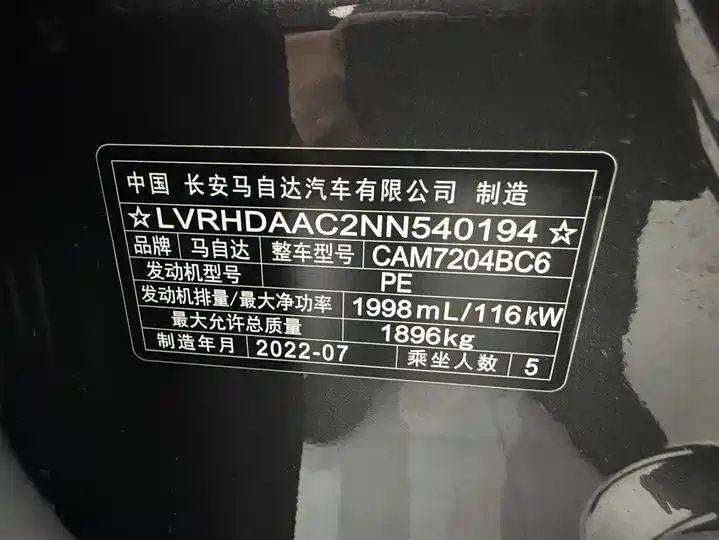 中国 长安马自达汽车有限公司 制造
☆LVRHDAAC2NN540194☆
品牌 马自达 整车型号 CAM7204BC6
发动机型号 PE
发动机排量/最大净功率 1998mL/116kW
最大允许总质量 1896kg
制造年月 2022-07 乘坐人数 5